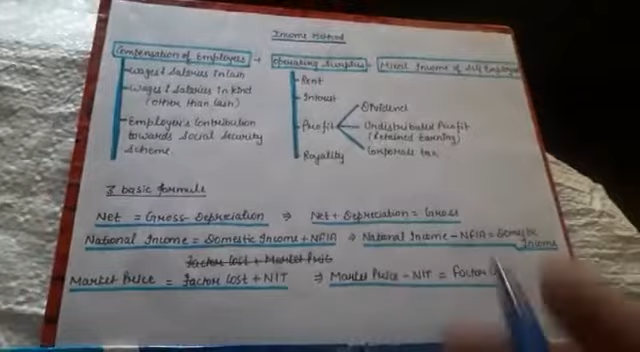 Income Method
Compensation of Employees + Operating Surplus + Mixed Income of Self Employed
Wages & Salaries in Cash
Wages & Salaries in Kind
(other than Cash)
Employer's Contribution
towards Social Security
Scheme.
Rent
Interest
Profit
Dividend
Undistributed Profit
(Retained Earning)
Corporate tax
Royality
3 basic formule
Net = Gross - Depreciation ⇒ Net + Depreciation = Gross
National Income = Domestic Income + NFIA ⇒ National Income - NFIA = Domestic
Income
Factor Cost + Market Price
Market Price = Factor Cost + NIT ⇒ Market Price - NIT = Factor